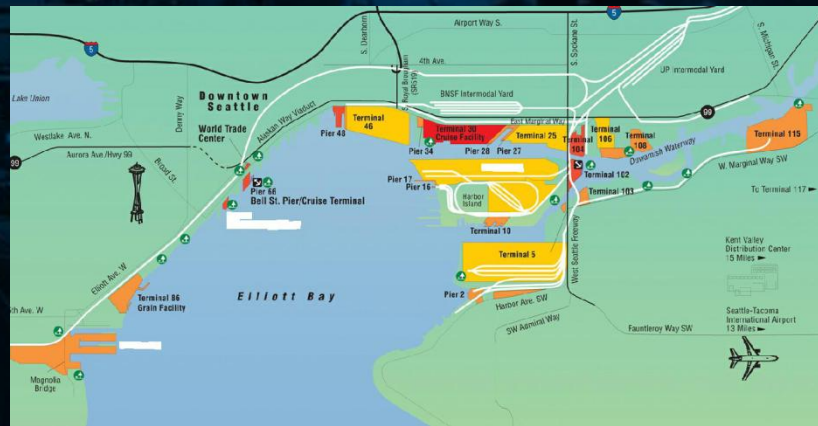 5
Airport Way S.
S. Dearborn
S. Royal Brougham
(SR519)
4th Ave.
S. Spokane St.
S. Michigan St.
5
UP Intermodal Yard
BNSF Intermodal Yard
Lake Union
Denny Way
Downtown
Seattle
World Trade
Center
Alaskan Way Viaduct
East Marginal Way
99
Westlake Ave. N.
Aurora Ave./Hwy 99
99
Broad St.
Pier 48
Terminal
46
Pier 34
Terminal 30
Cruise Facility
Pier 28
Pier 27
Terminal 25
Terminal
104
Terminal
106
Terminal
108
Duwamish Waterway
Terminal 115
W. Marginal Way SW
To Terminal 117
Pier 66
Bell St. Pier/Cruise Terminal
Pier 17
Pier 16
Harbor
Island
Terminal 102
Terminal 103
Terminal 10
Terminal 5
West Seattle Freeway
Kent Valley
Distribution Center
15 Miles
Elliott Ave. W
Terminal 86
Grain Facility
Elliott Bay
Pier 2
Harbor Ave. SW
SW Admiral Way
Fauntleroy Way SW
Seattle-Tacoma
International Airport
13 Miles
Ave. W
Magnolia
Bridge